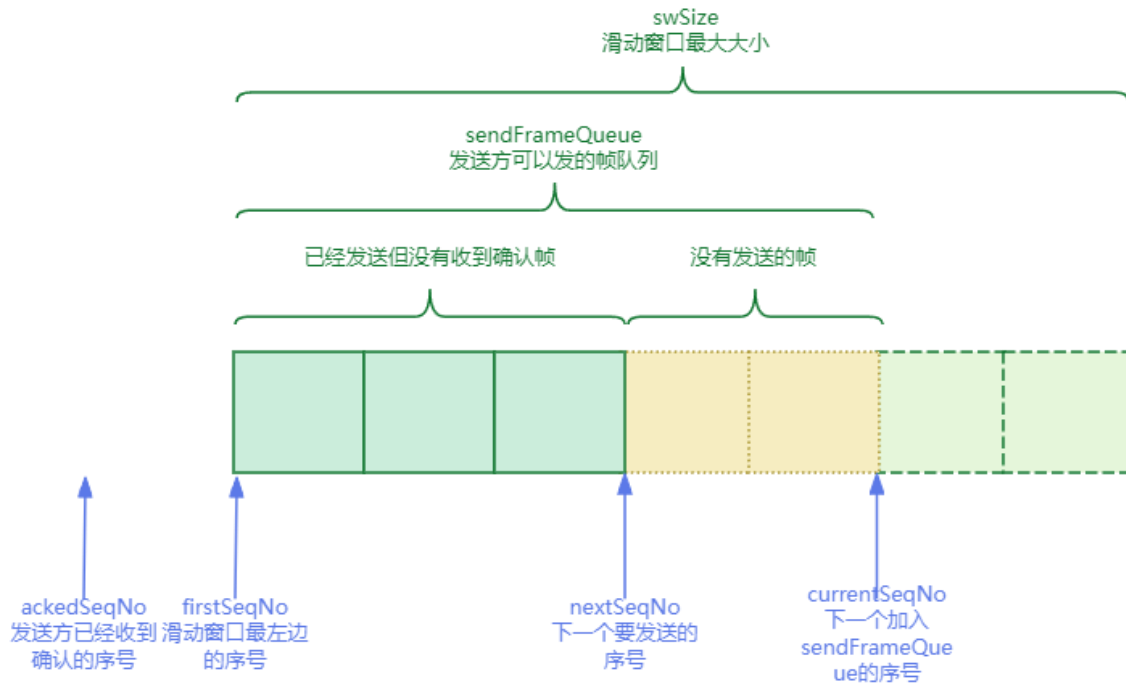 swSize
滑动窗口最大大小
sendFrameQueue
发送方可以发的帧队列
已经发送但没有收到确认帧
没有发送的帧
ackedSeqNo
发送方已经收到
确认的序号
firstSeqNo
滑动窗口最左边
的序号
nextSeqNo
下一个要发送的
序号
currentSeqNo
下一个加入
sendFrameQue
ue的序号